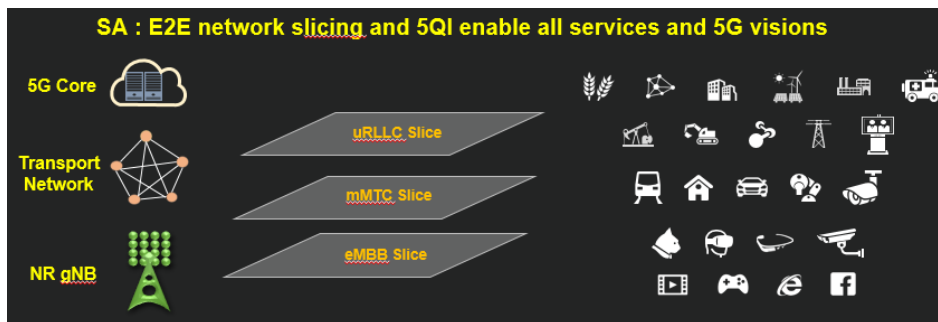 SA : E2E network slicing and 5QI enable all services and 5G visions
5G Core
uRLLC Slice
Transport
Network
mMTC Slice
eMBB Slice
NR gNB